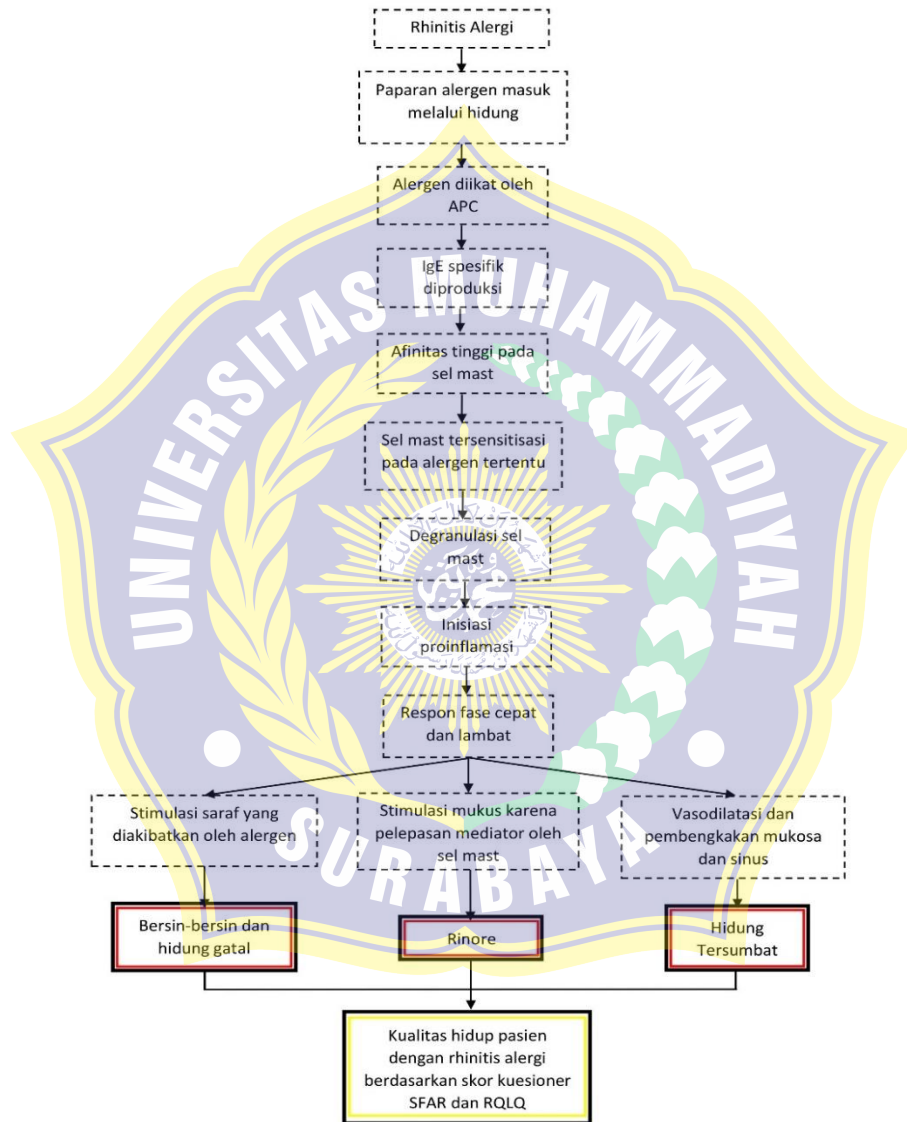 Rhinitis Alergi
Paparan alergen masuk
melalui hidung
Alergen diikat oleh
APC
IgE spesifik
diproduksi
Afinitas tinggi pada
sel mast
Sel mast tersensitisasi
pada alergen tertentu
Degranulasi sel
mast
Inisiasi
proinflamasi
Respon fase cepat
dan lambat
Stimulasi saraf yang
diakibatkan oleh alergen
Stimulasi mukus karena
pelepasan mediator oleh
sel mast
Vasodilatasi dan
pembengkakan mukosa
dan sinus
Bersin-bersin dan
hidung gatal
Rinore
Hidung
Tersumbat
Kualitas hidup pasien
dengan rhinitis alergi
berdasarkan skor kuesioner
SFAR dan RQLQ
UNIVERSITAS MUHAMMADIYAH
SURABAYA